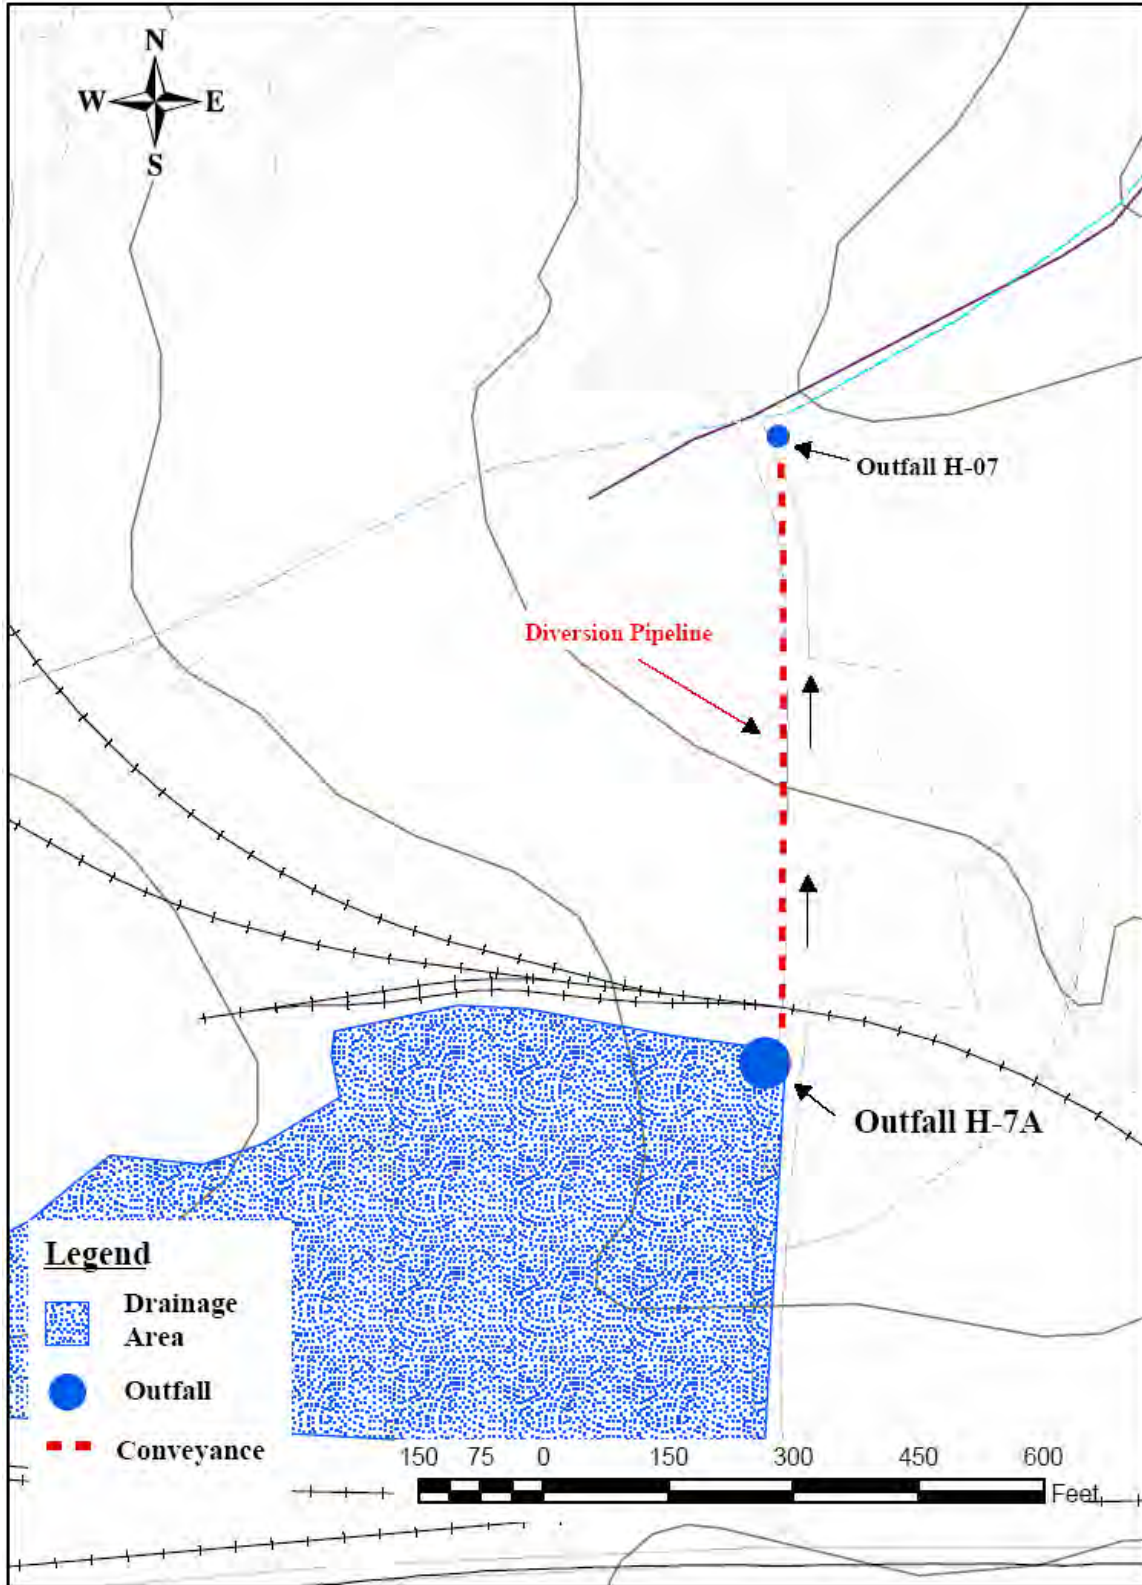 N
W E
S
Outfall H-07
Diversion Pipeline
Outfall H-7A
Legend
Drainage
Area
Outfall
Conveyance
150 75 0 150 300 450 600
Feet